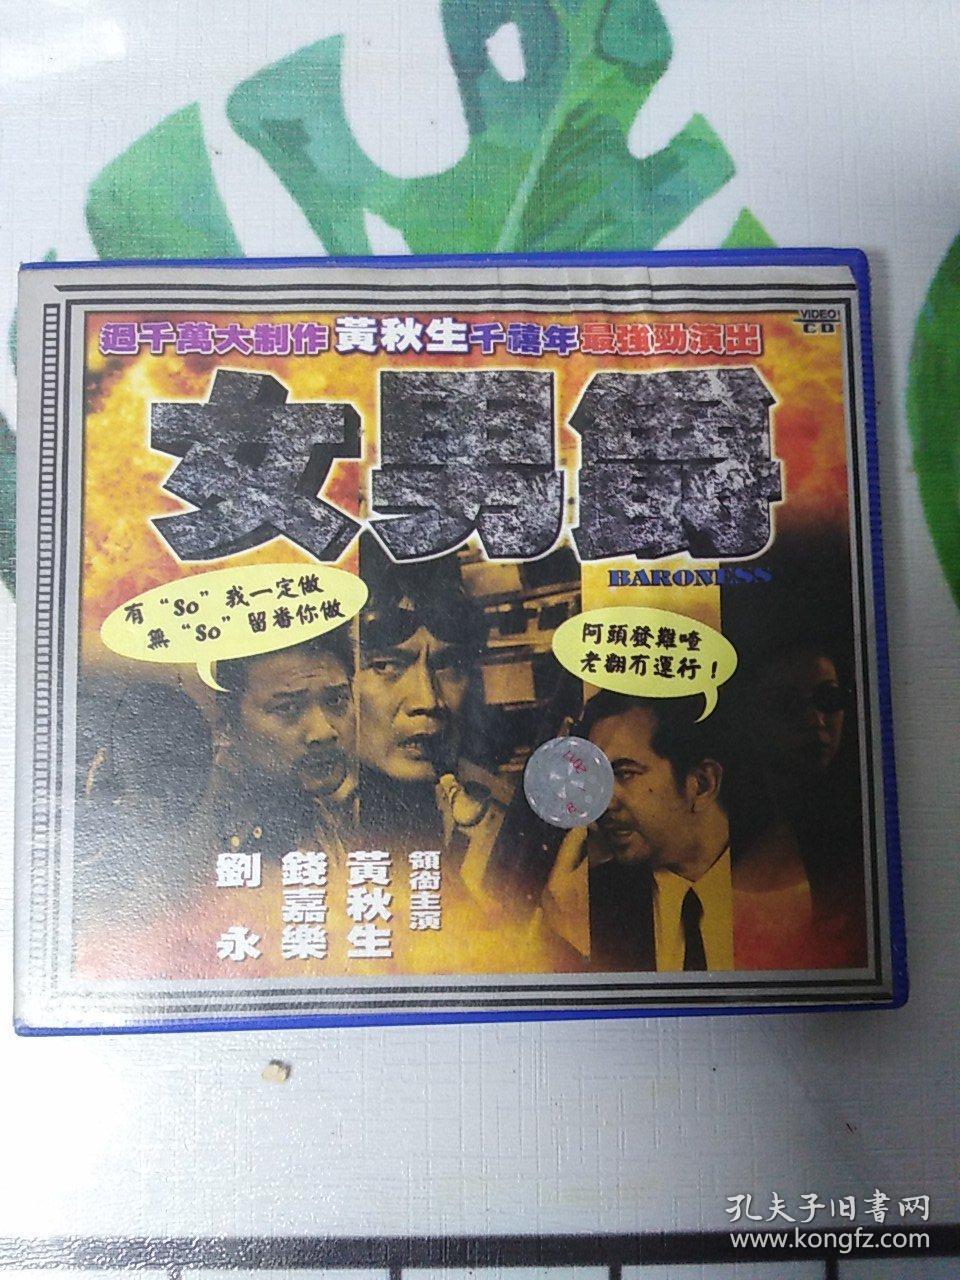 過千萬大制作 黃秋生千禧年最強勁演出
VIDEO
CD
女男爵
BARONESS
有“So”我一定做
無“So”留番你做
阿頭發難喳
老翻冇運行！
領銜主演
黃秋生
錢嘉樂
劉永
孔夫子旧书网
www.kongfz.com